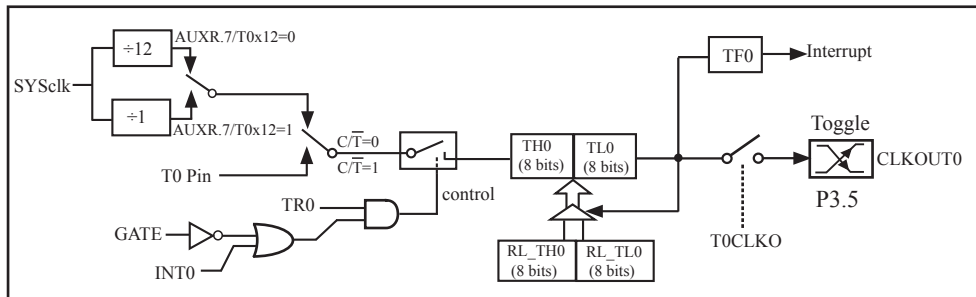 ÷12
AUXR.7/T0x12=0
SYSclk
÷1
AUXR.7/T0x12=1
T0 Pin
C/T̅=0
C/T̅=1
control
TR0
GATE
INT0
TH0
(8 bits)
TL0
(8 bits)
RL_TH0
(8 bits)
RL_TL0
(8 bits)
TF0
Interrupt
Toggle
CLKOUT0
P3.5
T0CLKO